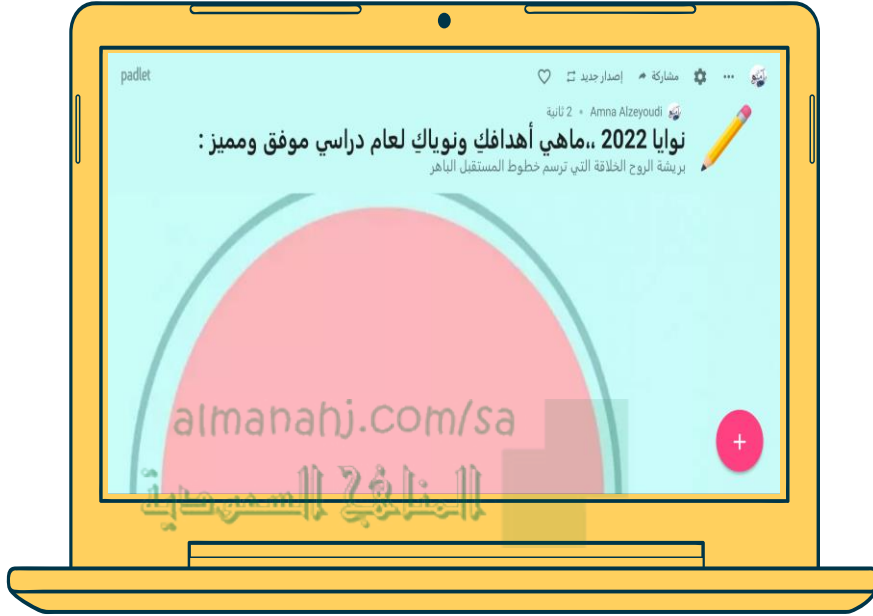 padlet
مشاركة إصدار جديد
Amna Alzeyoudi • 2 ثانية
نوايا 2022 ،،ماهي أهدافكِ ونوياكِ لعام دراسي موفق ومميز :
بريشة الروح الخلاقة التي ترسم خطوط المستقبل الباهر
almanahj.com/sa
المناهج السعودية